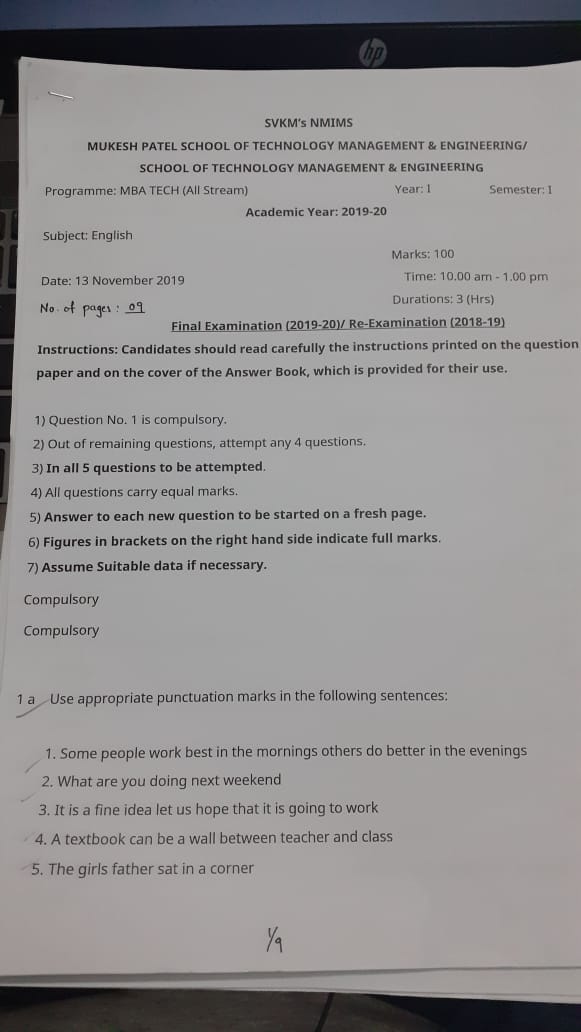 hp
SVKM's NMIMS
MUKESH PATEL SCHOOL OF TECHNOLOGY MANAGEMENT & ENGINEERING/
SCHOOL OF TECHNOLOGY MANAGEMENT & ENGINEERING
Programme: MBA TECH (All Stream) Year: I Semester: I
Academic Year: 2019-20
Subject: English
Marks: 100
Date: 13 November 2019 Time: 10.00 am - 1.00 pm
No. of pages: 09 Durations: 3 (Hrs)
Final Examination (2019-20)/ Re-Examination (2018-19)
Instructions: Candidates should read carefully the instructions printed on the question
paper and on the cover of the Answer Book, which is provided for their use.
1) Question No. 1 is compulsory.
2) Out of remaining questions, attempt any 4 questions.
3) In all 5 questions to be attempted.
4) All questions carry equal marks.
5) Answer to each new question to be started on a fresh page.
6) Figures in brackets on the right hand side indicate full marks.
7) Assume Suitable data if necessary.
Compulsory
Compulsory
1 a Use appropriate punctuation marks in the following sentences:
1. Some people work best in the mornings others do better in the evenings
2. What are you doing next weekend
3. It is a fine idea let us hope that it is going to work
4. A textbook can be a wall between teacher and class
5. The girls father sat in a corner
1/9